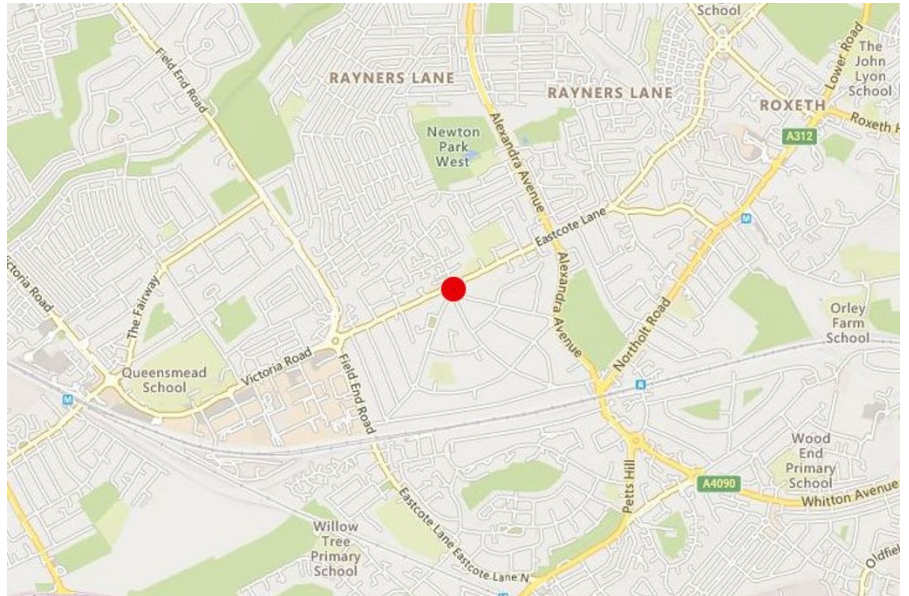 School
Field End Road
Lower Road
The
John
Lyon
School
RAYNERS LANE
RAYNERS LANE
ROXETH
Roxeth H
A312
Newton
Park
West
Alexandra Avenue
Eastcote Lane
M
ctoria Road
The Fairway
Alexandra Avenue
Northolt Road
Orley
Farm
School
Queensmead
School
Victoria Road
Field End Road
M
R
Wood
End
Primary
School
A4090
Whitton Avenue
Petts Hill
Eastcote Lane
Eastcote Lane N
Willow
Tree
Primary
School
Oldfie